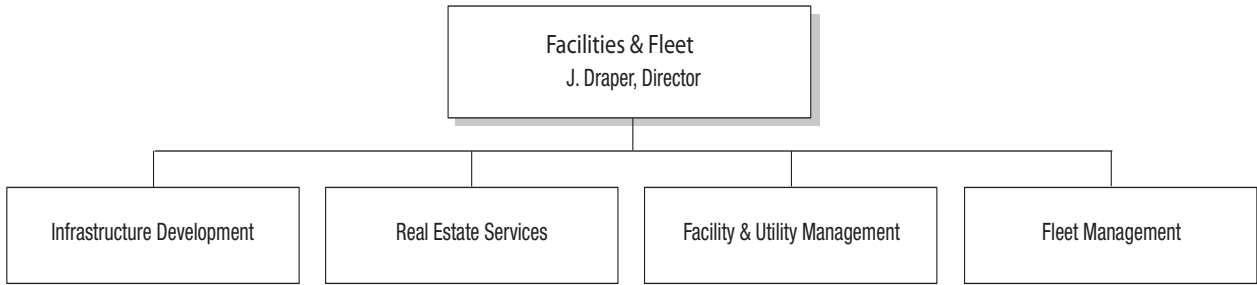 Facilities & Fleet
J. Draper, Director
Infrastructure Development
Real Estate Services
Facility & Utility Management
Fleet Management